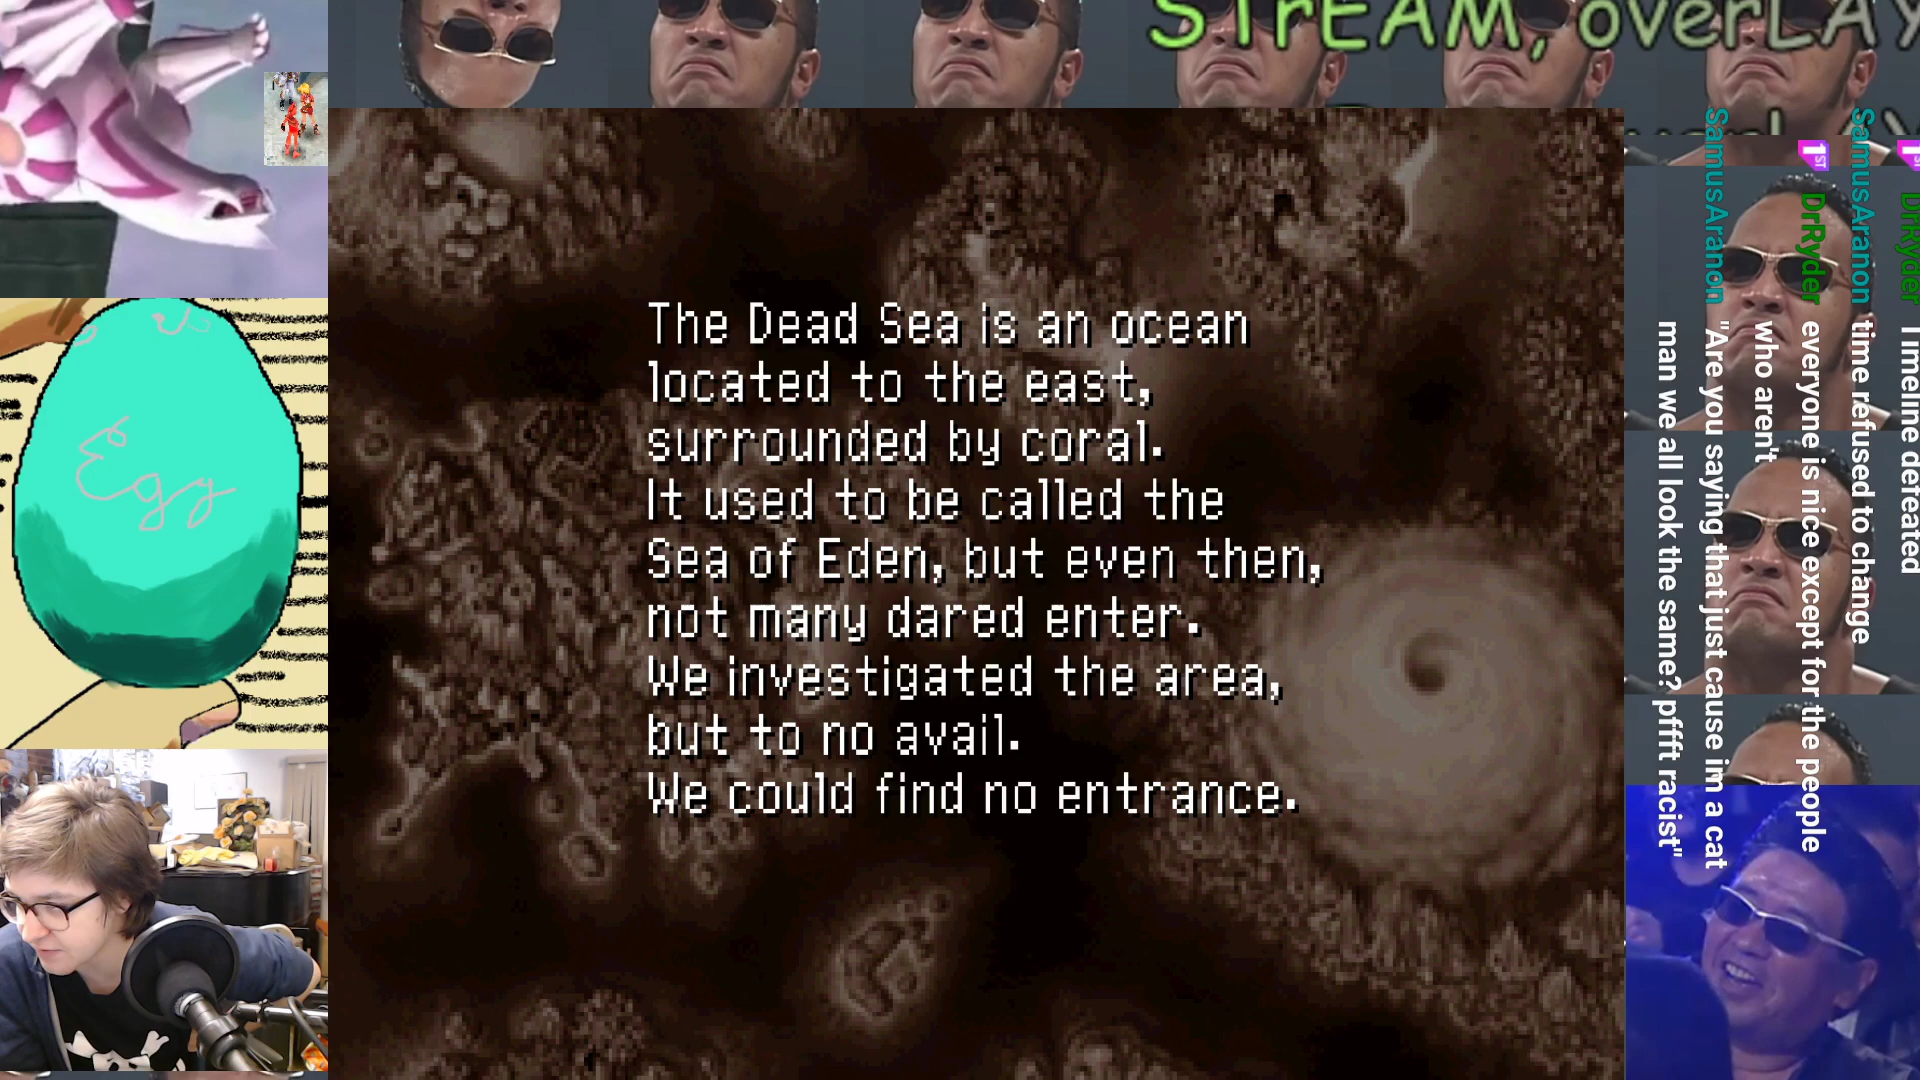 STrEAM, overLAY
The Dead Sea is an ocean
located to the east,
surrounded by coral.
It used to be called the
Sea of Eden, but even then,
not many dared enter.
We investigated the area,
but to no avail.
We could find no entrance.
Egg
1ST DrRyder Timeline defeated
SamusAranon time refused to change
1ST DrRyder everyone is nice except for the people
who aren't
SamusAranon "Are you saying that just cause im a cat
man we all look the same? pffft racist"